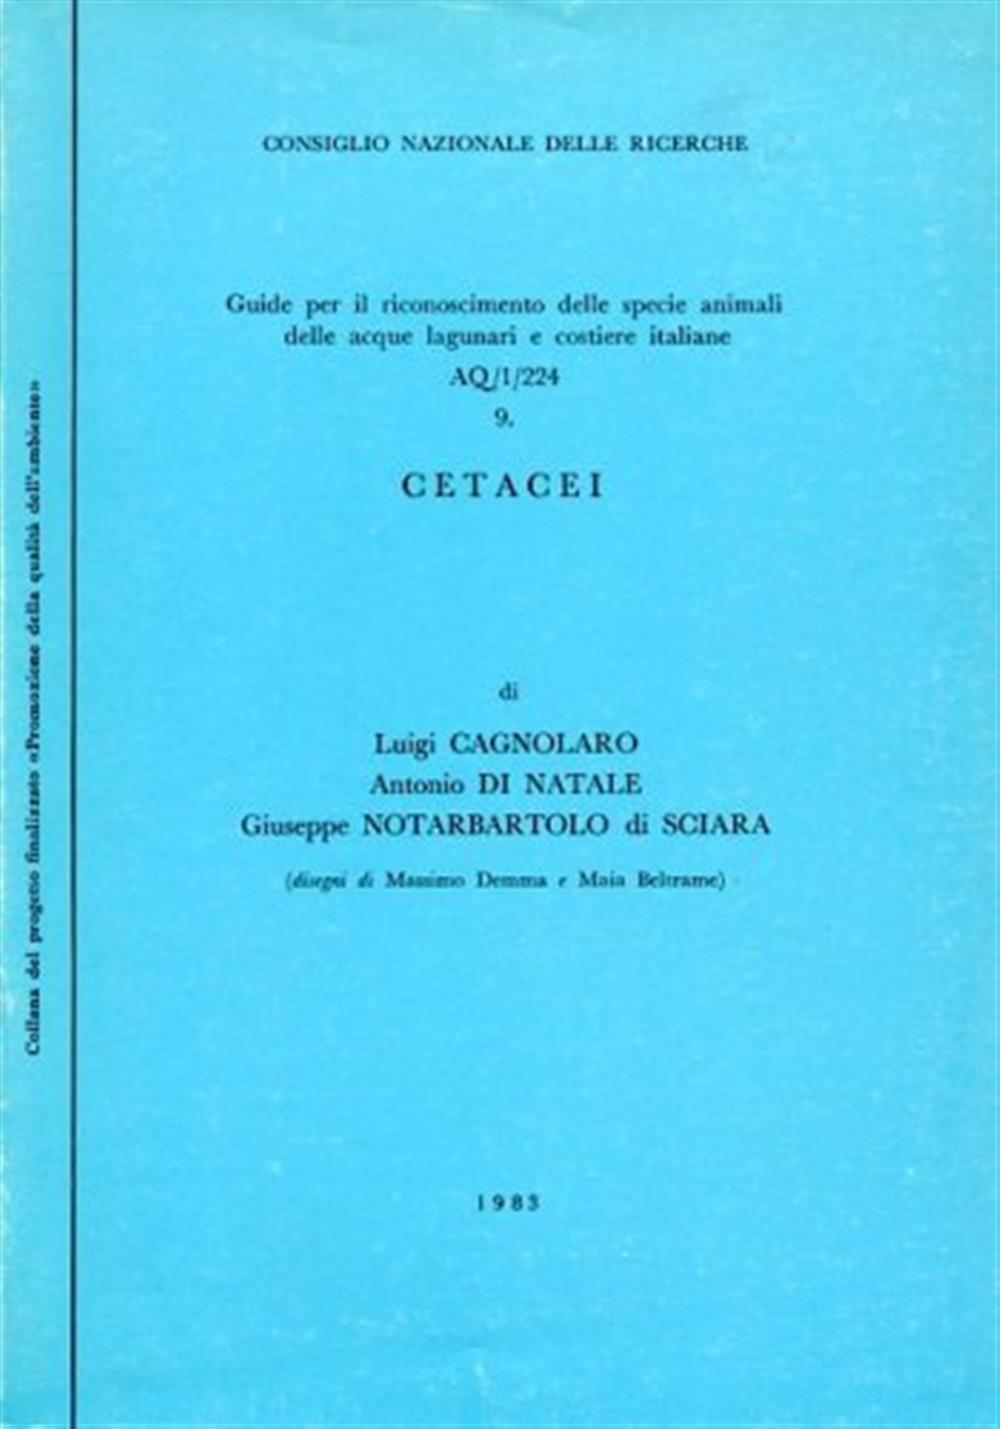 CONSIGLIO NAZIONALE DELLE RICERCHE
Guide per il riconoscimento delle specie animali
delle acque lagunari e costiere italiane
AQ/1/224
9.
CETACEI
di
Luigi CAGNOLARO
Antonio DI NATALE
Giuseppe NOTARBARTOLO di SCIARA
(disegni di Massimo Demma e Maia Beltrame)
1983
Collana del progetto finalizzato «Promozione della qualità dell'ambiente»